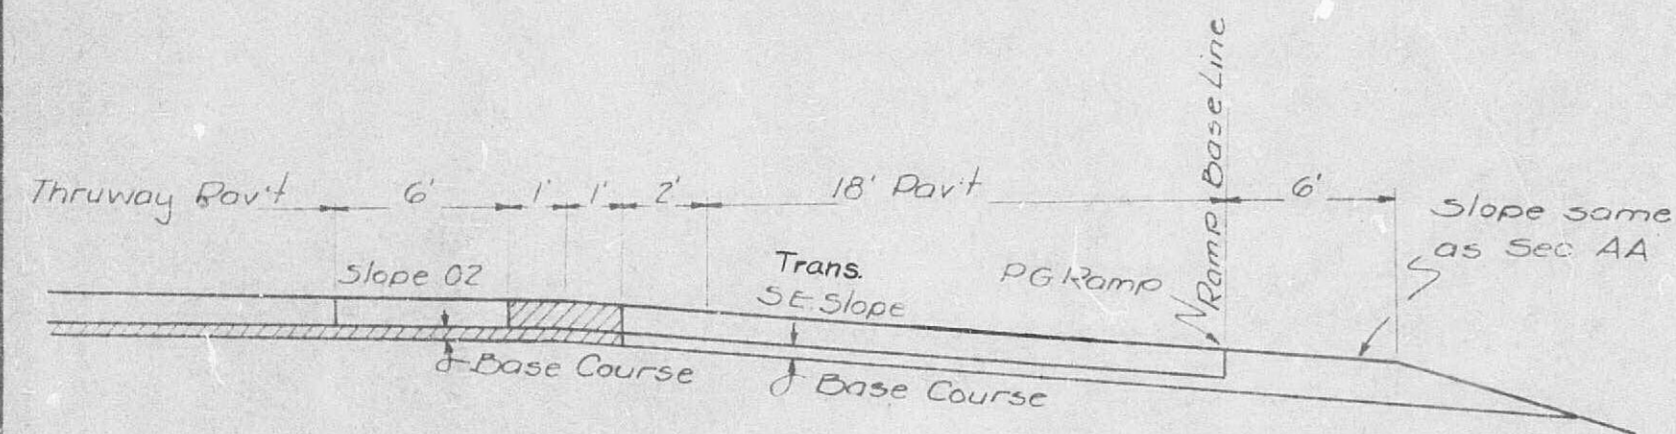 Ramp Base Line
Thruway Pav't
6'
1'
1'
2'
18' Pav't
6'
Slope same
as Sec AA
Slope 02
Trans.
SE. Slope
PG Ramp
Base Course
Base Course